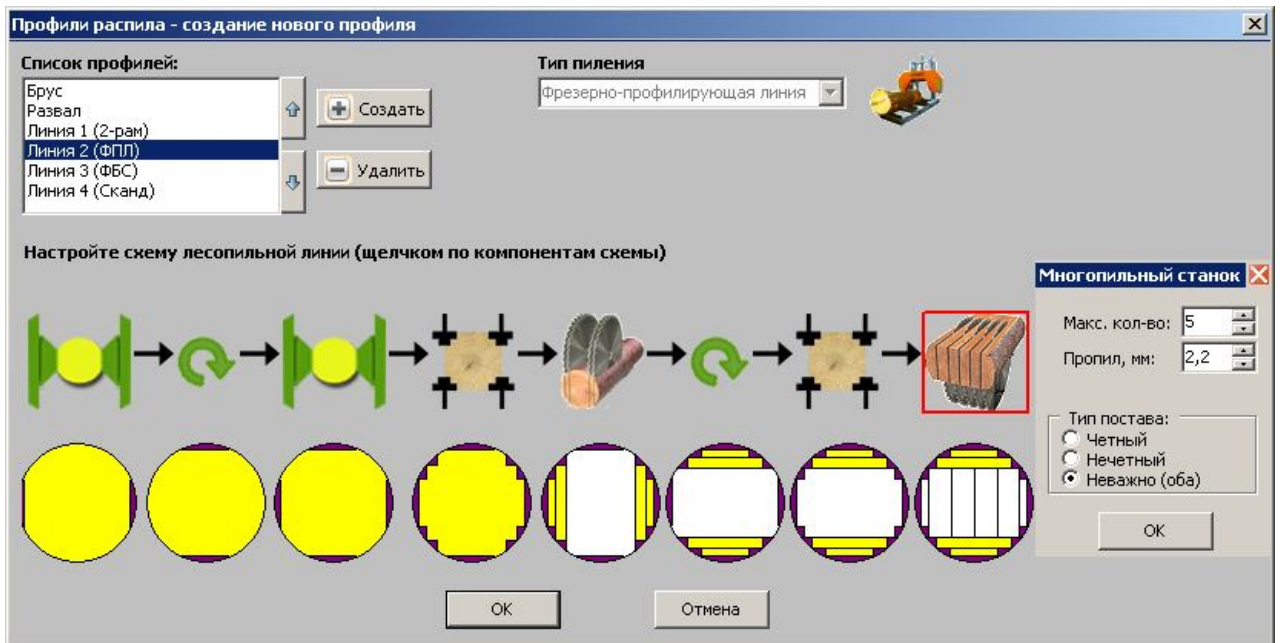 Профили распила - создание нового профиля
Список профилей:
Брус
Развал
Линия 1 (2-рам)
Линия 2 (ФПЛ)
Линия 3 (ФБС)
Линия 4 (Сканд)
Создать
Удалить
Тип пиления
Фрезерно-профилирующая линия
Настройте схему лесопильной линии (щелчком по компонентам схемы)
Многопильный станок
Макс. кол-во: 5
Пропил, мм: 2,2
Тип постава:
Четный
Нечетный
Неважно (оба)
ОК
ОК
Отмена